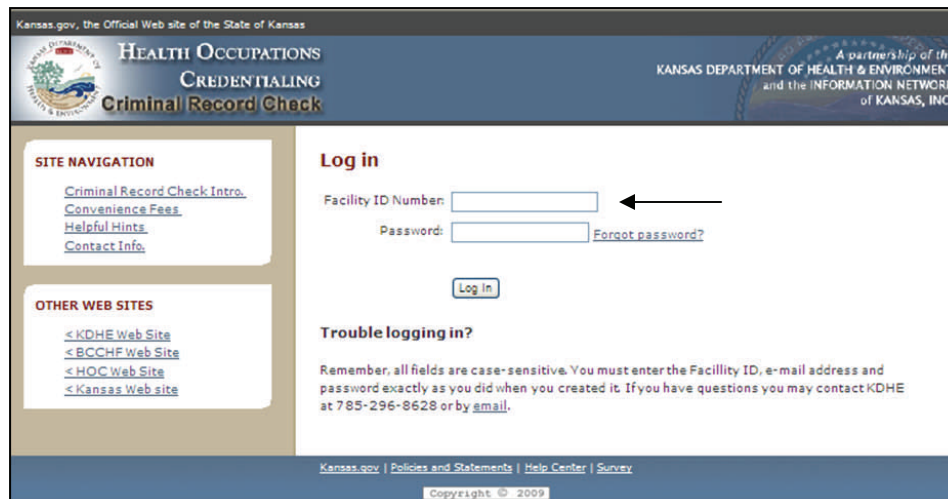 Kansas.gov, the Official Web site of the State of Kansas
HEALTH OCCUPATIONS
CREDENTIALING
Criminal Record Check
A partnership of th
KANSAS DEPARTMENT OF HEALTH & ENVIRONMENT
and the INFORMATION NETWOR
of KANSAS, INC
SITE NAVIGATION
Criminal Record Check Intro.
Convenience Fees
Helpful Hints
Contact Info.
OTHER WEB SITES
< KDHE Web Site
< BCCHF Web Site
< HOC Web Site
< Kansas Web site
Log in
Facility ID Number:
Password: Forgot password?
Log In
Trouble logging in?
Remember, all fields are case-sensitive. You must enter the Facillity ID, e-mail address and
password exactly as you did when you created it. If you have questions you may contact KDHE
at 785-296-8628 or by email.
Kansas.gov | Policies and Statements | Help Center | Survey
Copyright © 2009